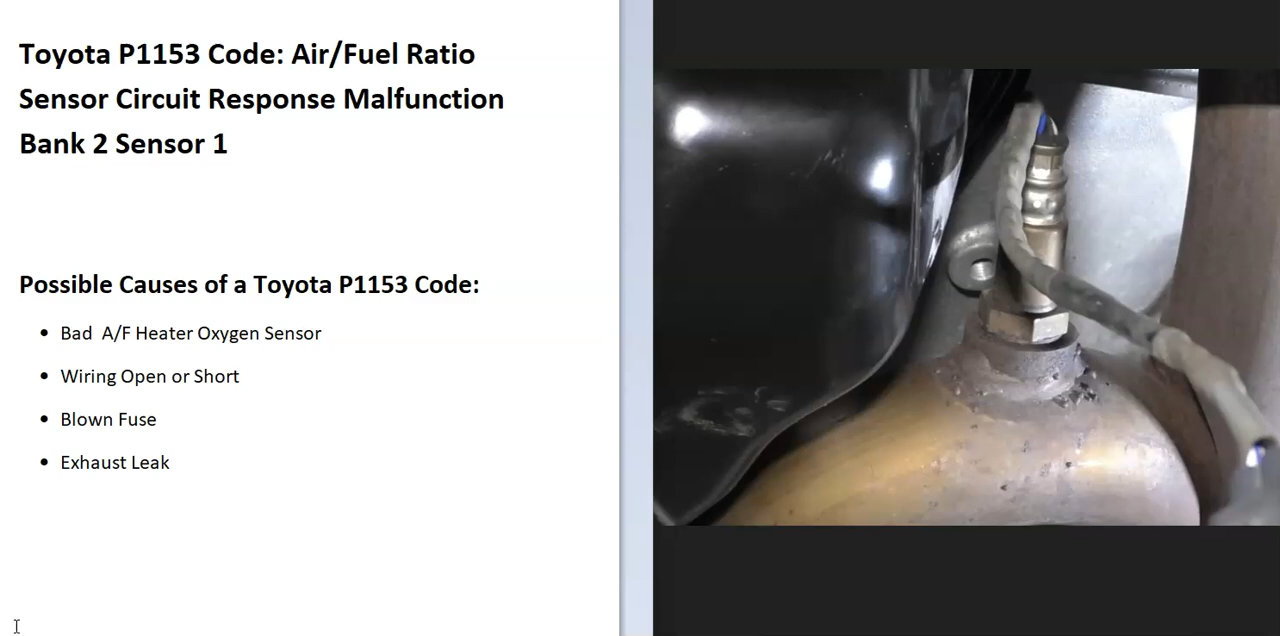 Toyota P1153 Code: Air/Fuel Ratio
Sensor Circuit Response Malfunction
Bank 2 Sensor 1
Possible Causes of a Toyota P1153 Code:
• Bad A/F Heater Oxygen Sensor
• Wiring Open or Short
• Blown Fuse
• Exhaust Leak